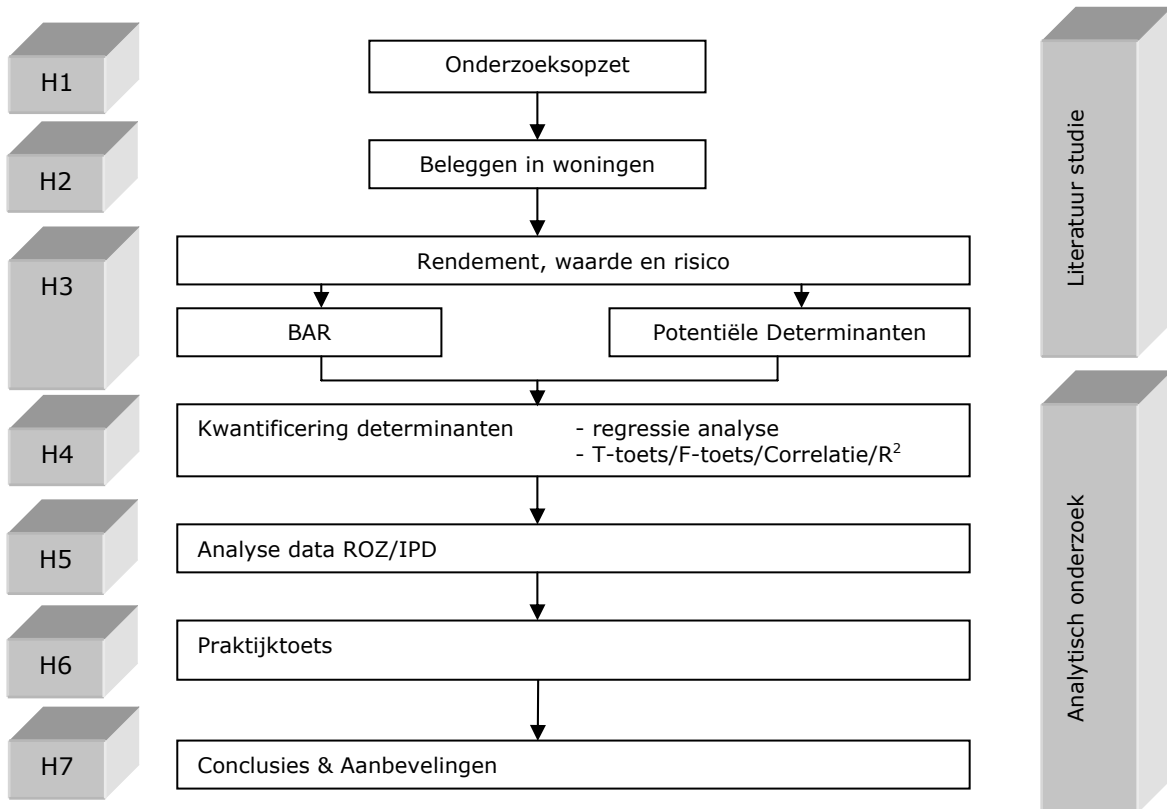 H1
Onderzoeksopzet
H2
Beleggen in woningen
H3
Rendement, waarde en risico
BAR
Potentiële Determinanten
H4
Kwantificering determinanten - regressie analyse
- T-toets/F-toets/Correlatie/R²
H5
Analyse data ROZ/IPD
H6
Praktijktoets
H7
Conclusies & Aanbevelingen
Literatuur studie
Analytisch onderzoek